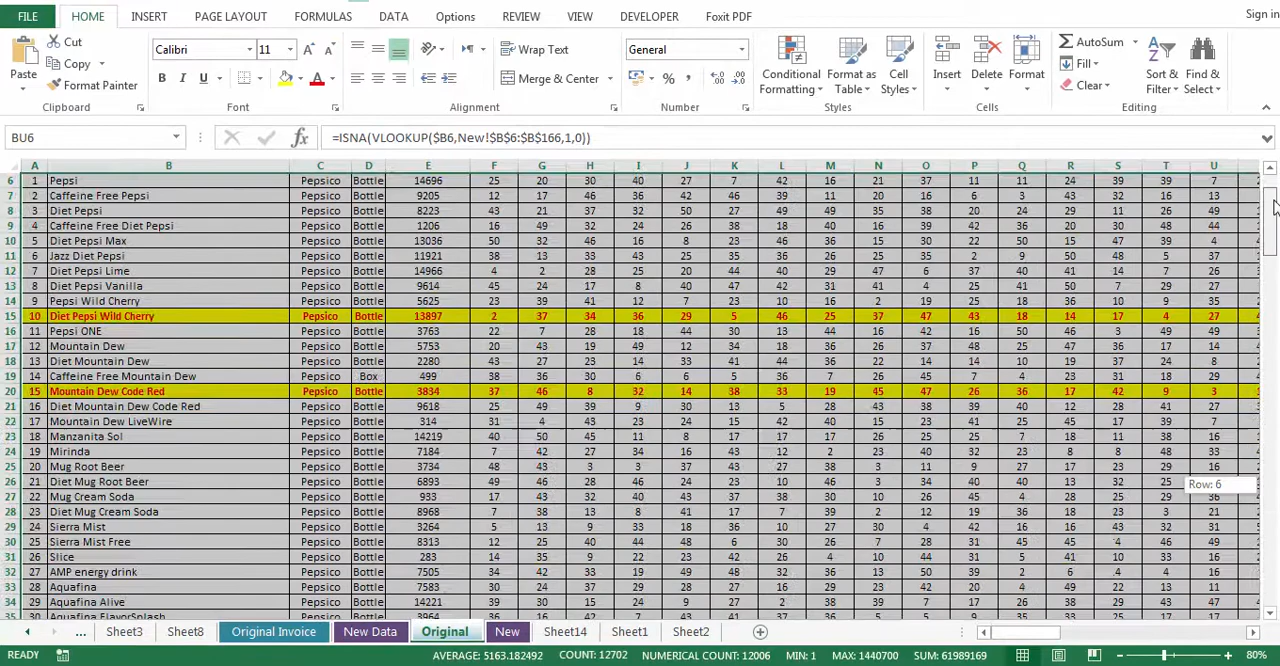 FILE HOME INSERT PAGE LAYOUT FORMULAS DATA Options REVIEW VIEW DEVELOPER Foxit PDF Sign in
Paste Cut Copy Format Painter Clipboard
Calibri 11 A A B I U A Font
Wrap Text Merge & Center Alignment
General % , .00 Number
Conditional Formatting Format as Table Cell Styles Styles
Insert Delete Format Cells
AutoSum Fill Clear Sort & Filter Find & Select Editing
BU6 fx =ISNA(VLOOKUP($B6,New!$B$6:$B$166,1,0))
A B C D E F G H I J K L M N O P Q R S T U
6 1 Pepsi Pepsico Bottle 14696 25 20 30 40 27 7 42 16 21 37 11 11 24 39 39 7
7 2 Caffeine Free Pepsi Pepsico Bottle 9205 12 17 46 36 42 46 39 11 20 16 6 3 43 32 16 13
8 3 Diet Pepsi Pepsico Bottle 8223 43 21 37 32 50 27 49 49 35 38 20 24 29 11 26 49
9 4 Caffeine Free Diet Pepsi Pepsico Bottle 1206 16 49 32 24 26 38 18 40 16 39 42 36 20 30 48 44
10 5 Diet Pepsi Max Pepsico Bottle 13036 50 32 46 16 8 23 46 36 15 30 22 50 15 47 39 4
11 6 Jazz Diet Pepsi Pepsico Bottle 11921 38 13 33 43 25 35 36 26 25 35 2 9 50 48 5 37
12 7 Diet Pepsi Lime Pepsico Bottle 14966 4 2 28 25 20 44 40 29 47 6 37 40 41 14 7 26
13 8 Diet Pepsi Vanilla Pepsico Bottle 9614 45 24 17 8 40 47 42 31 41 4 25 41 50 7 29 27
14 9 Pepsi Wild Cherry Pepsico Bottle 5625 23 39 41 12 7 23 10 16 2 19 25 18 36 10 9 35
15 10 Diet Pepsi Wild Cherry Pepsico Bottle 13897 2 37 34 36 29 5 46 25 37 47 43 18 14 17 4 27
16 11 Pepsi ONE Pepsico Bottle 3763 22 7 28 18 44 30 13 44 16 42 16 50 46 3 49 49
17 12 Mountain Dew Pepsico Bottle 5753 20 43 19 49 12 34 18 26 37 48 25 47 36 17 14
18 13 Diet Mountain Dew Pepsico Bottle 2280 43 27 23 14 33 41 44 36 22 14 14 10 19 37 24 8
19 14 Caffeine Free Mountain Dew Pepsico Box 499 38 36 30 6 6 5 36 7 26 45 7 4 23 31 18 29
20 15 Mountain Dew Code Red Pepsico Bottle 3834 37 46 8 32 14 38 33 19 45 47 26 36 17 42 9 3
21 16 Diet Mountain Dew Code Red Pepsico Bottle 9618 25 49 39 9 30 13 5 28 43 38 39 40 12 28 41 27
22 17 Mountain Dew LiveWire Pepsico Bottle 314 31 4 43 23 24 15 42 40 15 23 41 25 45 17 39 7
23 18 Manzanita Sol Pepsico Bottle 14219 40 50 45 11 8 17 17 17 26 25 25 7 18 11 38 16
24 19 Mirinda Pepsico Bottle 7184 7 42 27 34 16 43 12 2 23 40 32 23 8 8 48 33
25 20 Mug Root Beer Pepsico Bottle 3734 48 43 3 3 37 43 27 38 3 11 9 27 17 23 29 16
26 21 Diet Mug Root Beer Pepsico Bottle 6893 49 10 28 46 24 23 10 6 3 34 40 40 13 32 25
27 22 Mug Cream Soda Pepsico Bottle 933 17 43 32 40 43 37 38 30 10 26 45 4 28 25 29 36
28 23 Diet Mug Cream Soda Pepsico Bottle 8968 7 38 13 8 41 17 7 39 2 12 19 36 18 23 3 21
29 24 Sierra Mist Pepsico Bottle 3264 5 13 9 33 18 36 10 27 30 4 42 16 16 43 32 31
30 25 Sierra Mist Free Pepsico Bottle 8313 12 25 40 44 48 6 30 26 7 28 31 45 45 4 46 49
31 26 Slice Pepsico Bottle 283 14 35 9 22 23 42 26 4 10 44 31 5 41 10 33 16
32 27 AMP energy drink Pepsico Bottle 7505 34 42 33 19 49 48 32 36 13 50 39 2 6 4 4 16
33 28 Aquafina Pepsico Bottle 7583 30 24 37 29 28 27 16 29 23 42 20 4 49 22 13 11
34 29 Aquafina Alive Pepsico Bottle 14221 39 30 15 24 9 27 2 38 39 7 17 26 38 29 43 47
35 30 Aquafina FlavorSplash Pepsico Bottle 3964
Row: 6
... Sheet3 Sheet8 Original Invoice New Data Original New Sheet14 Sheet1 Sheet2
READY AVERAGE: 5163.182492 COUNT: 12702 NUMERICAL COUNT: 12006 MIN: 1 MAX: 1440700 SUM: 61989169 80%